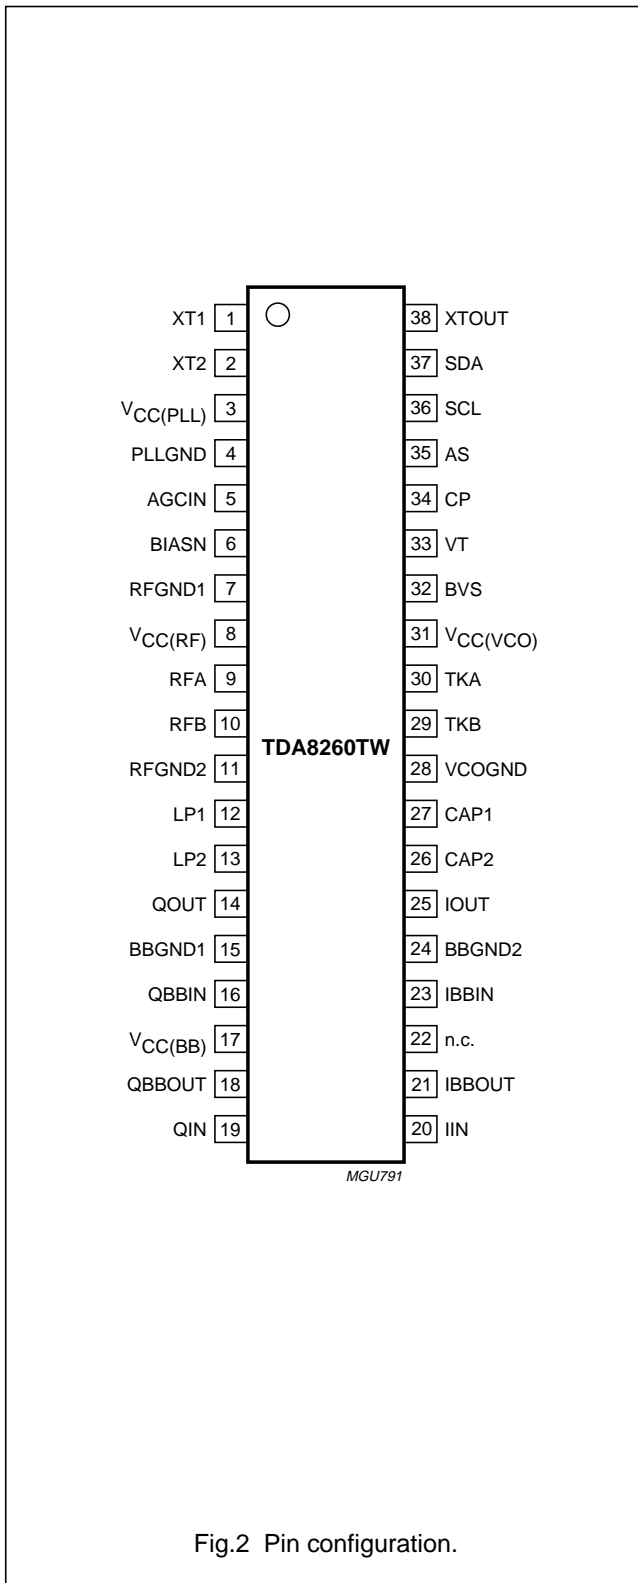 XT1 1 38 XTOUT
XT2 2 37 SDA
VCC(PLL) 3 36 SCL
PLLGND 4 35 AS
AGCIN 5 34 CP
BIASN 6 33 VT
RFGND1 7 32 BVS
VCC(RF) 8 31 VCC(VCO)
RFA 9 30 TKA
RFB 10 29 TKB
TDA8260TW
RFGND2 11 28 VCOGND
LP1 12 27 CAP1
LP2 13 26 CAP2
QOUT 14 25 IOUT
BBGND1 15 24 BBGND2
QBBIN 16 23 IBBIN
VCC(BB) 17 22 n.c.
QBBOUT 18 21 IBBOUT
QIN 19 20 IIN
MGU791
Fig.2 Pin configuration.